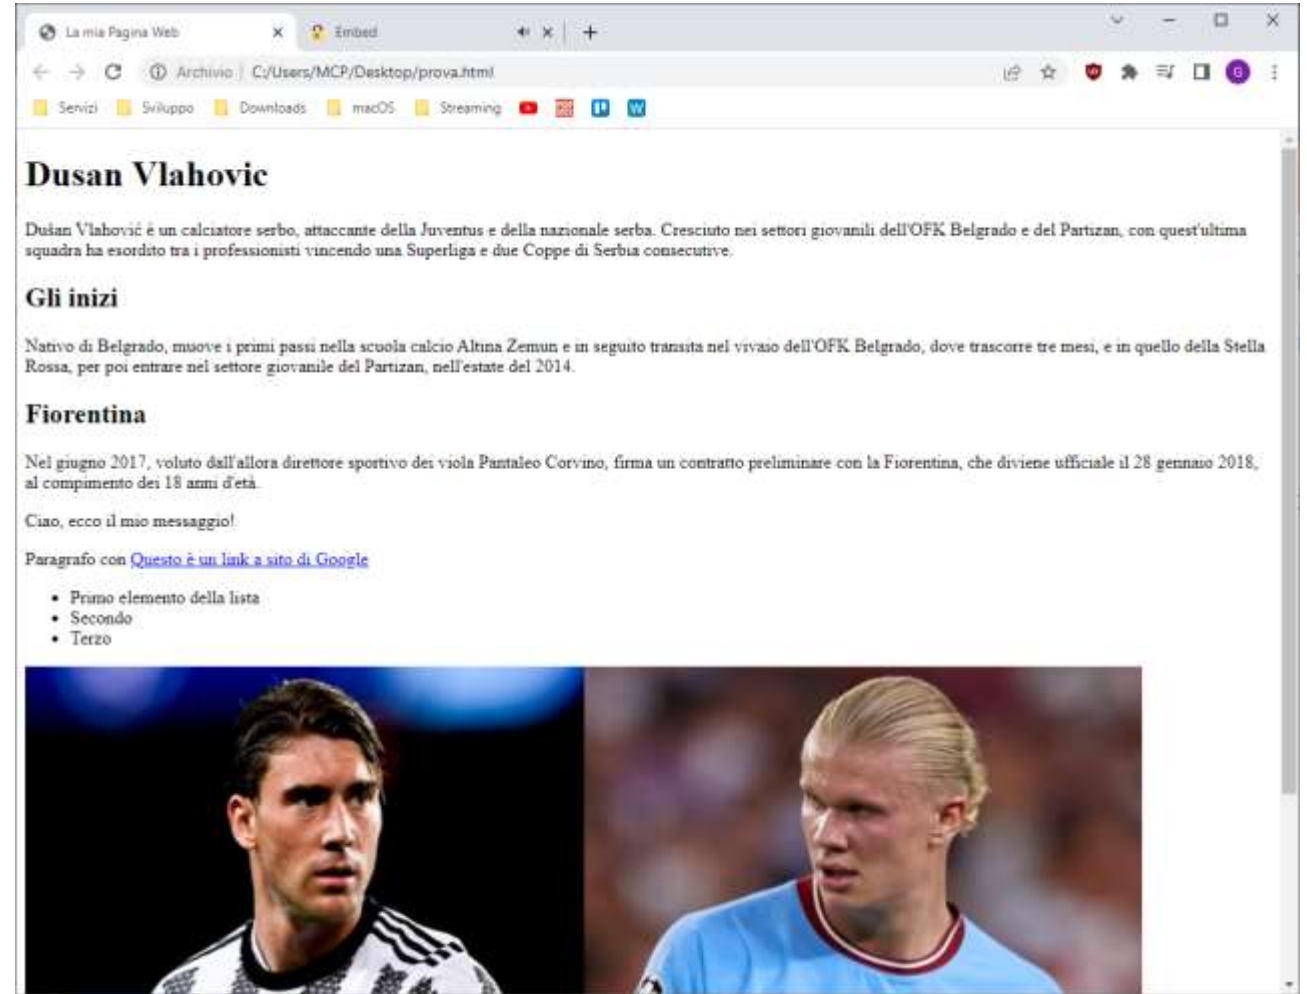 La mia Pagina Web
Embed
Archivio | C:/Users/MCP/Desktop/prova.html
G
Servizi Sviluppo Downloads macOS Streaming W
Dusan Vlahovic
Dušan Vlahović è un calciatore serbo, attaccante della Juventus e della nazionale serba. Cresciuto nei settori giovanili dell'OFK Belgrado e del Partizan, con quest'ultima
squadra ha esordito tra i professionisti vincendo una Superliga e due Coppe di Serbia consecutive.
Gli inizi
Nativo di Belgrado, muove i primi passi nella scuola calcio Altina Zemun e in seguito transita nel vivaio dell'OFK Belgrado, dove trascorre tre mesi, e in quello della Stella
Rossa, per poi entrare nel settore giovanile del Partizan, nell'estate del 2014.
Fiorentina
Nel giugno 2017, voluto dall'allora direttore sportivo dei viola Pantaleo Corvino, firma un contratto preliminare con la Fiorentina, che diviene ufficiale il 28 gennaio 2018,
al compimento dei 18 anni d'età.
Ciao, ecco il mio messaggio!
Paragrafo con Questo è un link a sito di Google
Primo elemento della lista
Secondo
Terzo